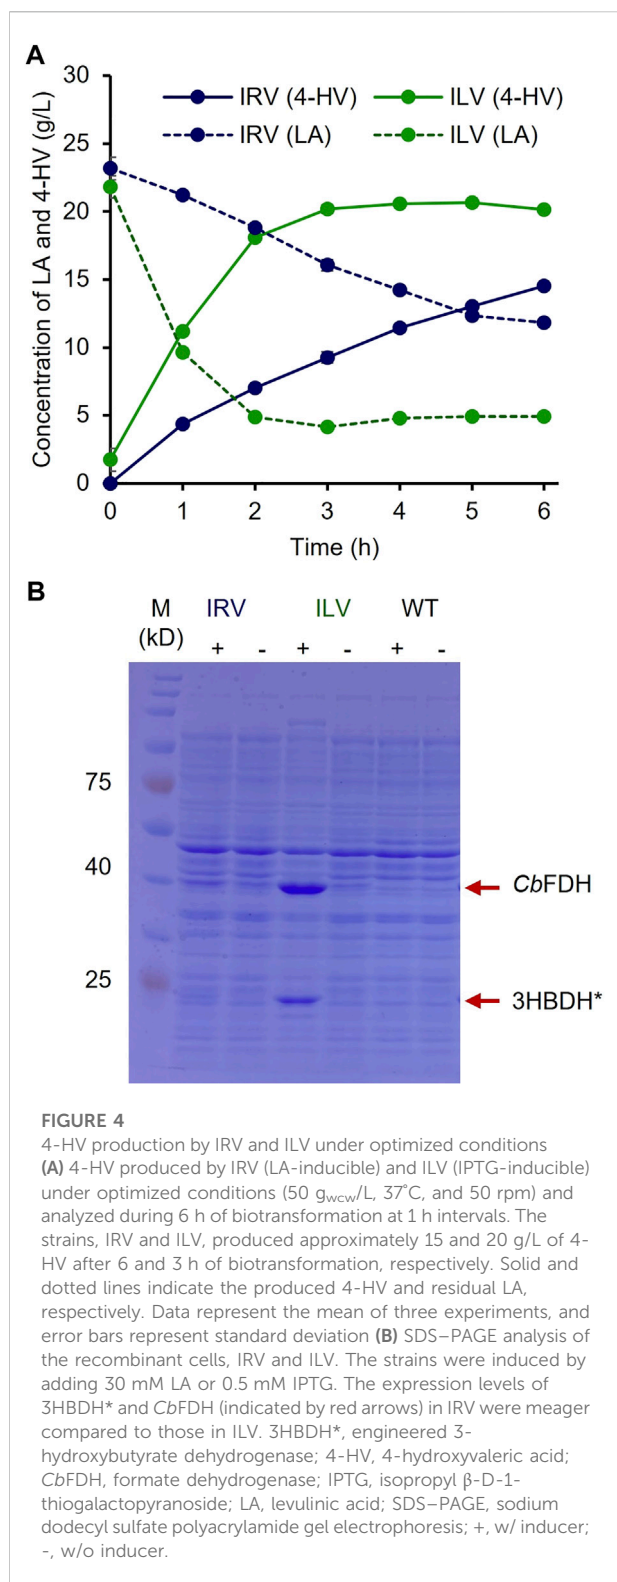 A
30
25
20
15
10
5
0
Concentration of LA and 4-HV (g/L)
IRV (4-HV)
ILV (4-HV)
IRV (LA)
ILV (LA)
0 1 2 3 4 5 6
Time (h)
B
M IRV ILV WT
(kD) + - + - + -
75
40
CbFDH
25
3HBDH*
FIGURE 4
4-HV production by IRV and ILV under optimized conditions
(A) 4-HV produced by IRV (LA-inducible) and ILV (IPTG-inducible)
under optimized conditions (50 gwcw/L, 37˚C, and 50 rpm) and
analyzed during 6 h of biotransformation at 1 h intervals. The
strains, IRV and ILV, produced approximately 15 and 20 g/L of 4-
HV after 6 and 3 h of biotransformation, respectively. Solid and
dotted lines indicate the produced 4-HV and residual LA,
respectively. Data represent the mean of three experiments, and
error bars represent standard deviation (B) SDS–PAGE analysis of
the recombinant cells, IRV and ILV. The strains were induced by
adding 30 mM LA or 0.5 mM IPTG. The expression levels of
3HBDH* and CbFDH (indicated by red arrows) in IRV were meager
compared to those in ILV. 3HBDH*, engineered 3-
hydroxybutyrate dehydrogenase; 4-HV, 4-hydroxyvaleric acid;
CbFDH, formate dehydrogenase; IPTG, isopropyl β-D-1-
thiogalactopyranoside; LA, levulinic acid; SDS–PAGE, sodium
dodecyl sulfate polyacrylamide gel electrophoresis; +, w/ inducer;
-, w/o inducer.